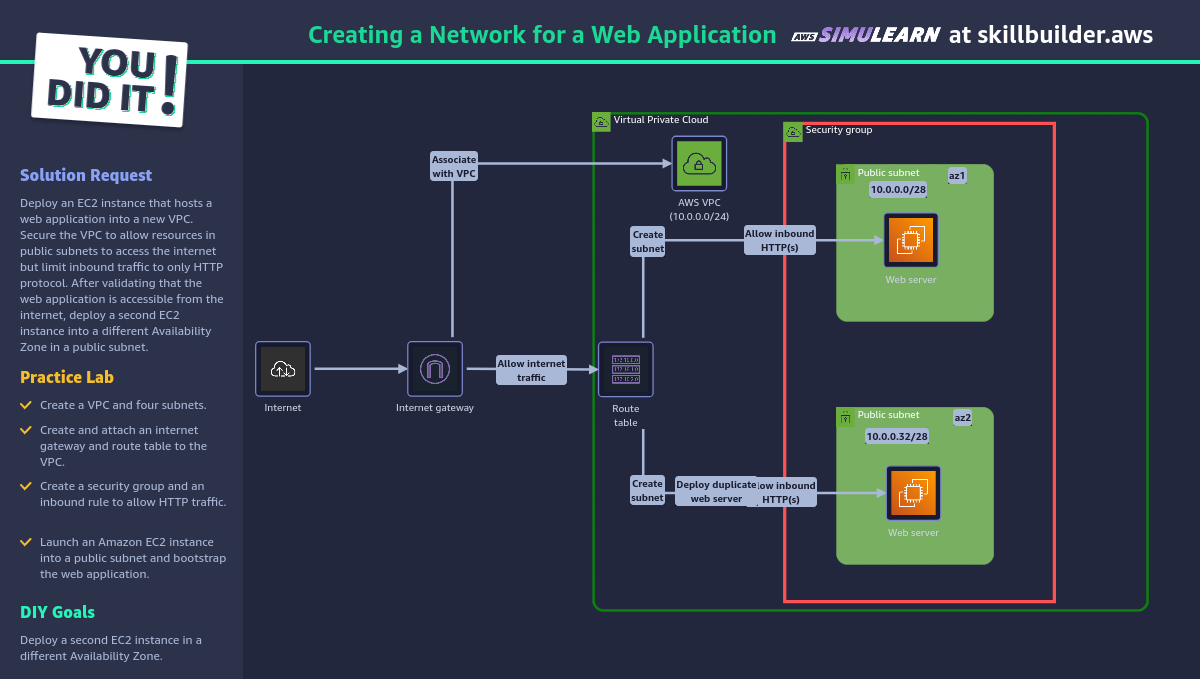 Creating a Network for a Web Application AWS SIMULEARN at skillbuilder.aws
YOU
DID IT!
Solution Request
Deploy an EC2 instance that hosts a
web application into a new VPC.
Secure the VPC to allow resources in
public subnets to access the internet
but limit inbound traffic to only HTTP
protocol. After validating that the
web application is accessible from the
internet, deploy a second EC2
instance into a different Availability
Zone in a public subnet.
Practice Lab
Create a VPC and four subnets.
Create and attach an internet
gateway and route table to the
VPC.
Create a security group and an
inbound rule to allow HTTP traffic.
Launch an Amazon EC2 instance
into a public subnet and bootstrap
the web application.
DIY Goals
Deploy a second EC2 instance in a
different Availability Zone.
Virtual Private Cloud
Security group
Associate
with VPC
AWS VPC
(10.0.0.0/24)
Public subnet
az1
10.0.0.0/28
Create
subnet
Allow inbound
HTTP(s)
Web server
Internet
Internet gateway
Allow internet
traffic
Route
table
Public subnet
az2
10.0.0.32/28
Create
subnet
Deploy duplicate
web server
low inbound
HTTP(s)
Web server